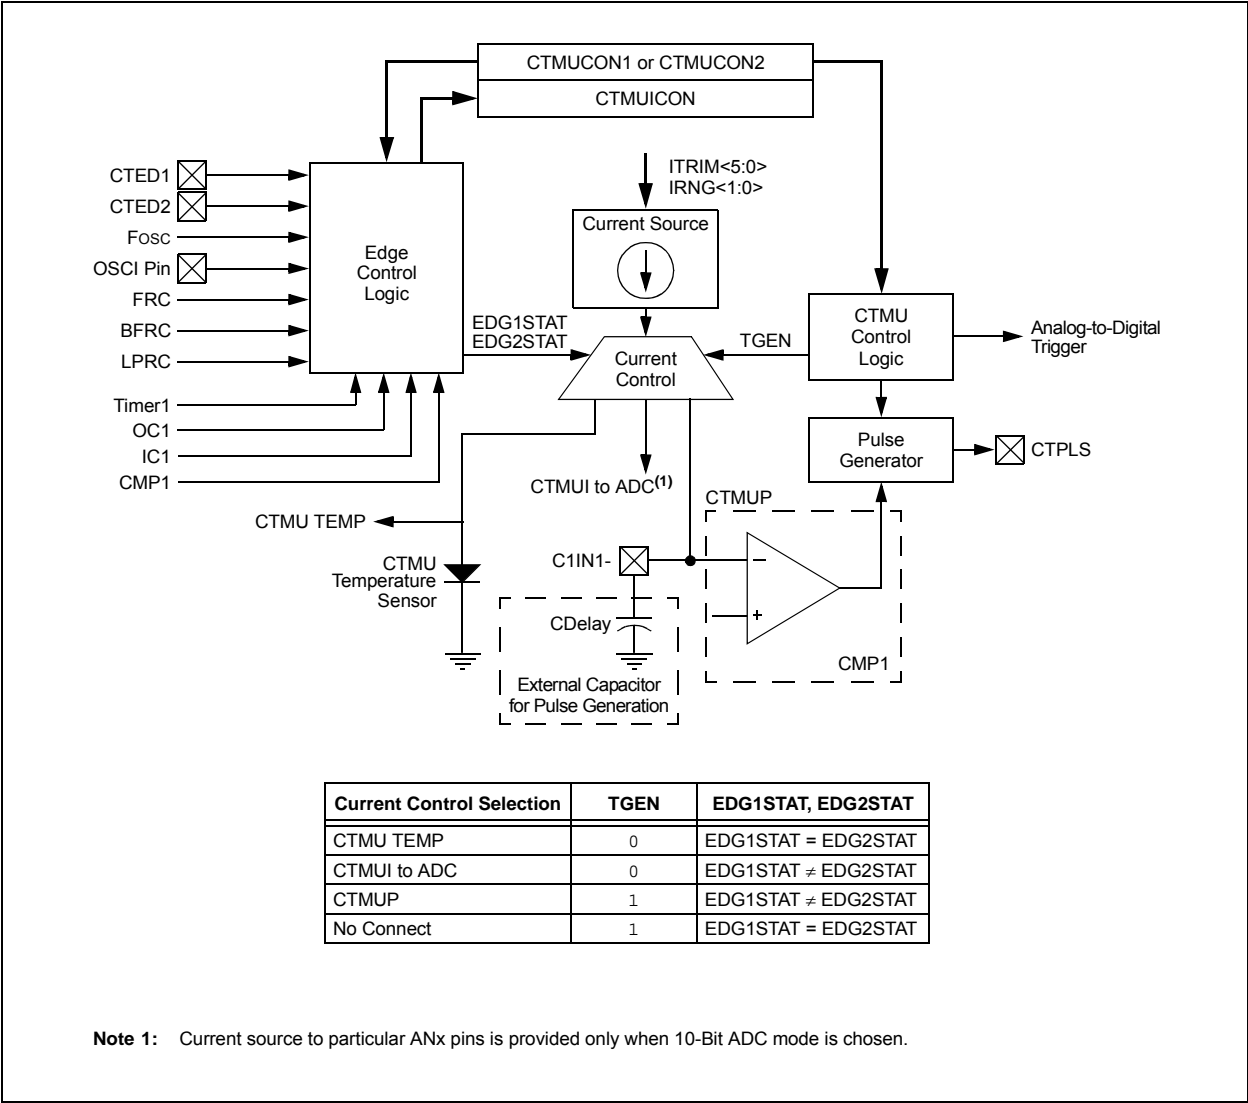 CTMUCON1 or CTMUCON2
CTMUICON
ITRIM<5:0>
IRNG<1:0>
CTED1
CTED2
FOSC
OSCI Pin
FRC
BFRC
LPRC
Timer1
OC1
IC1
CMP1
Edge
Control
Logic
Current Source
EDG1STAT
EDG2STAT
Current
Control
TGEN
CTMU
Control
Logic
Analog-to-Digital
Trigger
Pulse
Generator
CTPLS
CTMUI to ADC(1)
CTMUP
CTMU TEMP
CTMU
Temperature
Sensor
C1IN1-
CDelay
External Capacitor
for Pulse Generation
−
+
CMP1
Current Control Selection TGEN EDG1STAT, EDG2STAT
CTMU TEMP 0 EDG1STAT = EDG2STAT
CTMUI to ADC 0 EDG1STAT ≠ EDG2STAT
CTMUP 1 EDG1STAT ≠ EDG2STAT
No Connect 1 EDG1STAT = EDG2STAT
Note 1: Current source to particular ANx pins is provided only when 10-Bit ADC mode is chosen.